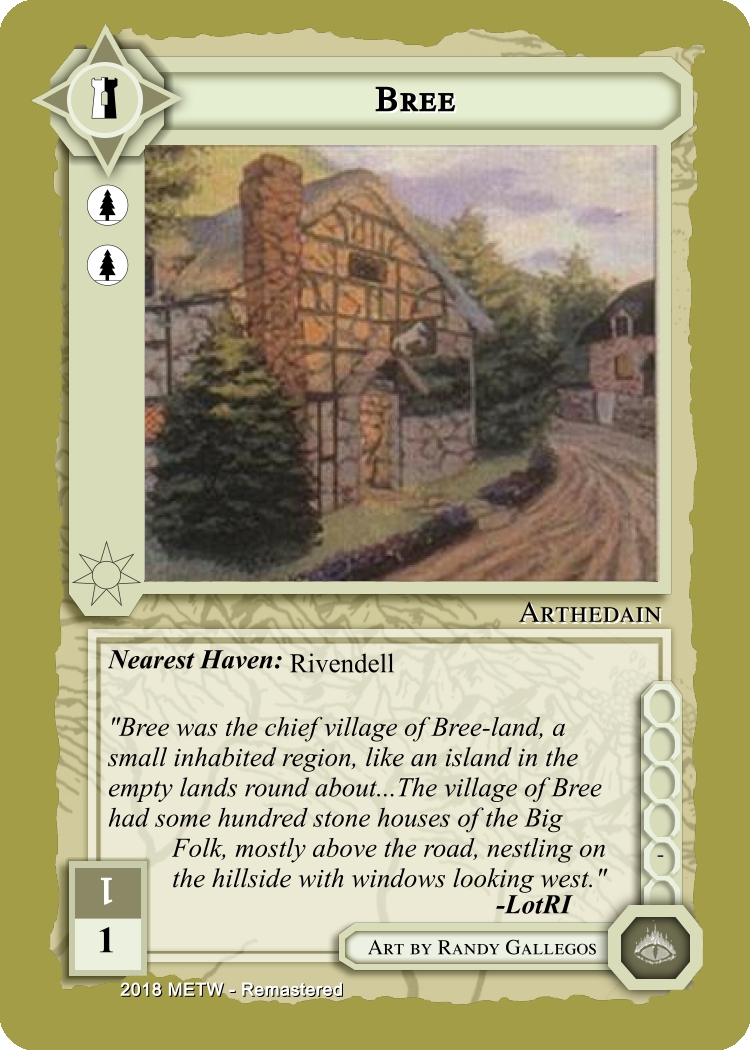 Bree
Arthedain
Nearest Haven: Rivendell
"Bree was the chief village of Bree-land, a
small inhabited region, like an island in the
empty lands round about...The village of Bree
had some hundred stone houses of the Big
Folk, mostly above the road, nestling on
the hillside with windows looking west."
-LotRI
-
1
1
Art by Randy Gallegos
2018 METW - Remastered